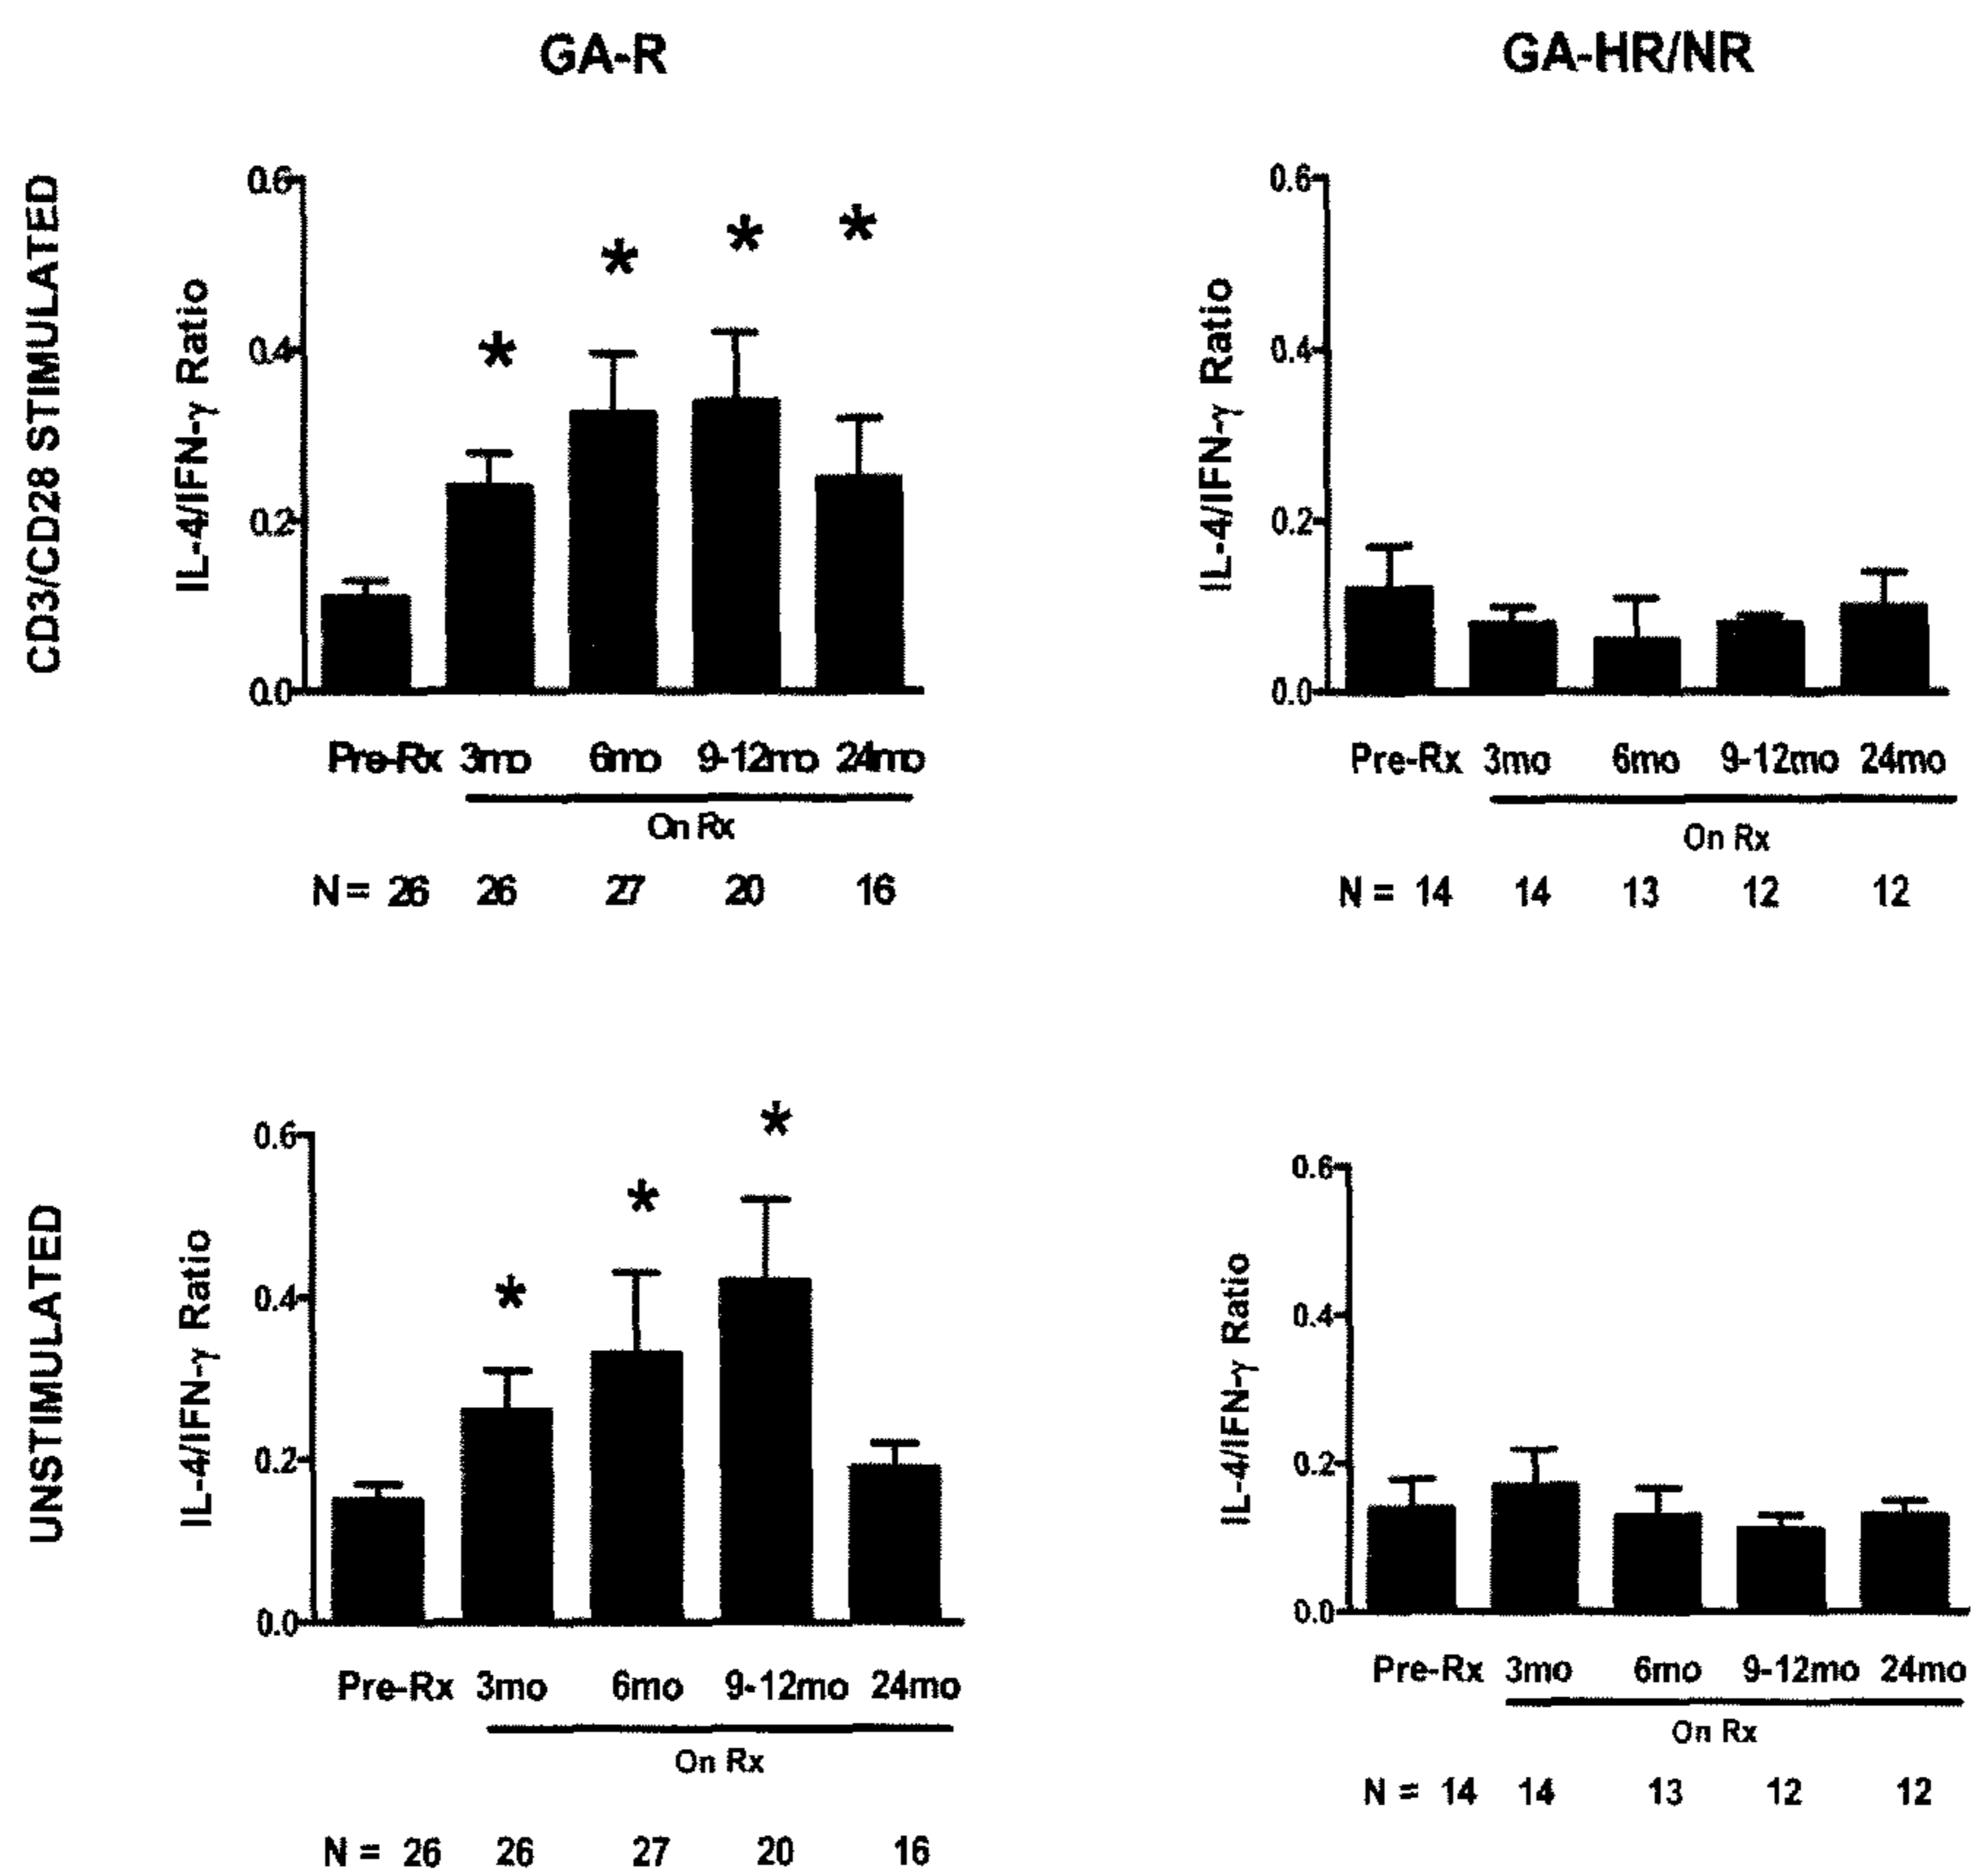 GA-R
GA-HR/NR
CD3/CD28 STIMULATED
IL-4/IFN-γ Ratio
0.6
0.4
0.2
0.0
*
*
*
*
Pre-Rx 3mo 6mo 9-12mo 24mo
On Rx
N = 26 26 27 20 16
IL-4/IFN-γ Ratio
0.6
0.4
0.2
0.0
Pre-Rx 3mo 6mo 9-12mo 24mo
On Rx
N = 14 14 13 12 12
UNSTIMULATED
IL-4/IFN-γ Ratio
0.6
0.4
0.2
0.0
*
*
*
Pre-Rx 3mo 6mo 9-12mo 24mo
On Rx
N = 26 26 27 20 16
IL-4/IFN-γ Ratio
0.6
0.4
0.2
0.0
Pre-Rx 3mo 6mo 9-12mo 24mo
On Rx
N = 14 14 13 12 12